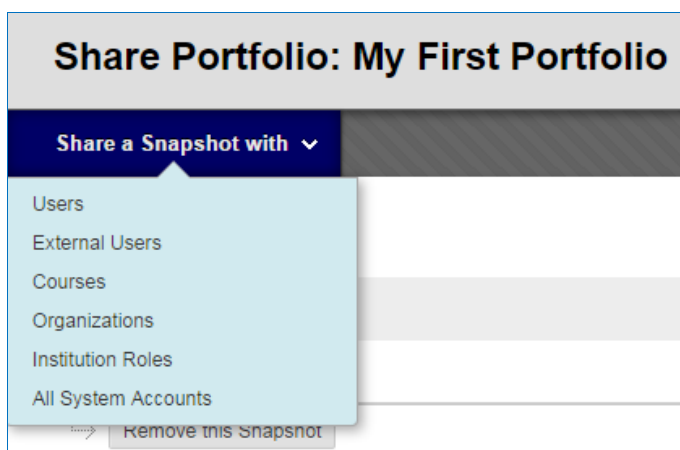 Share Portfolio: My First Portfolio
Share a Snapshot with
Users
External Users
Courses
Organizations
Institution Roles
All System Accounts
Remove this Snapshot